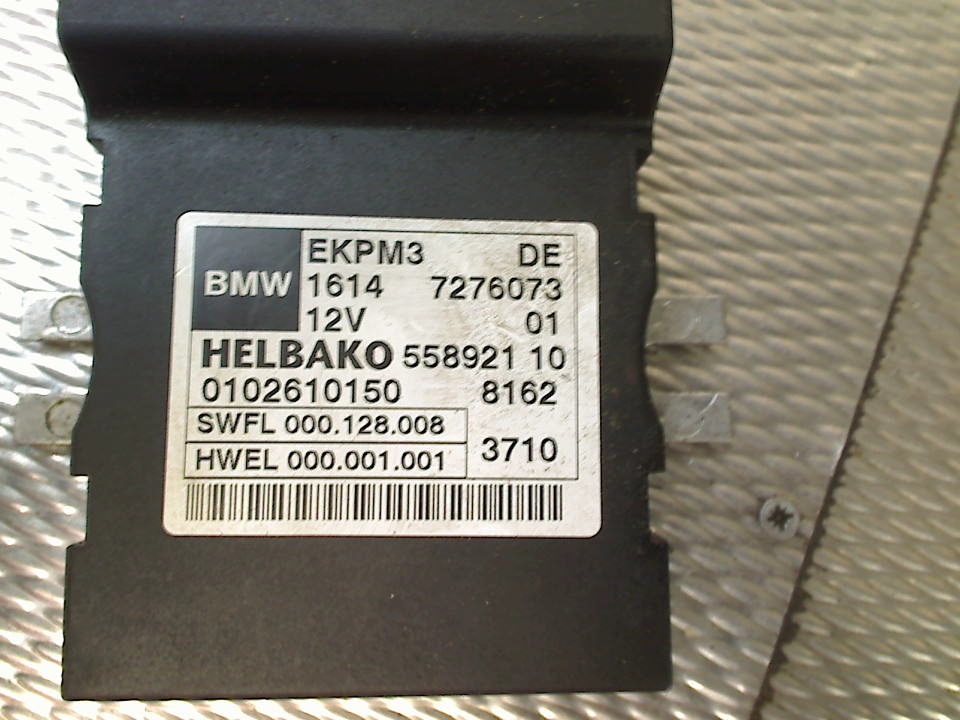 EKPM3 DE
BMW 1614 7276073
12V 01
HELBAKO 558921 10
0102610150 8162
SWFL 000.128.008
3710
HWEL 000.001.001